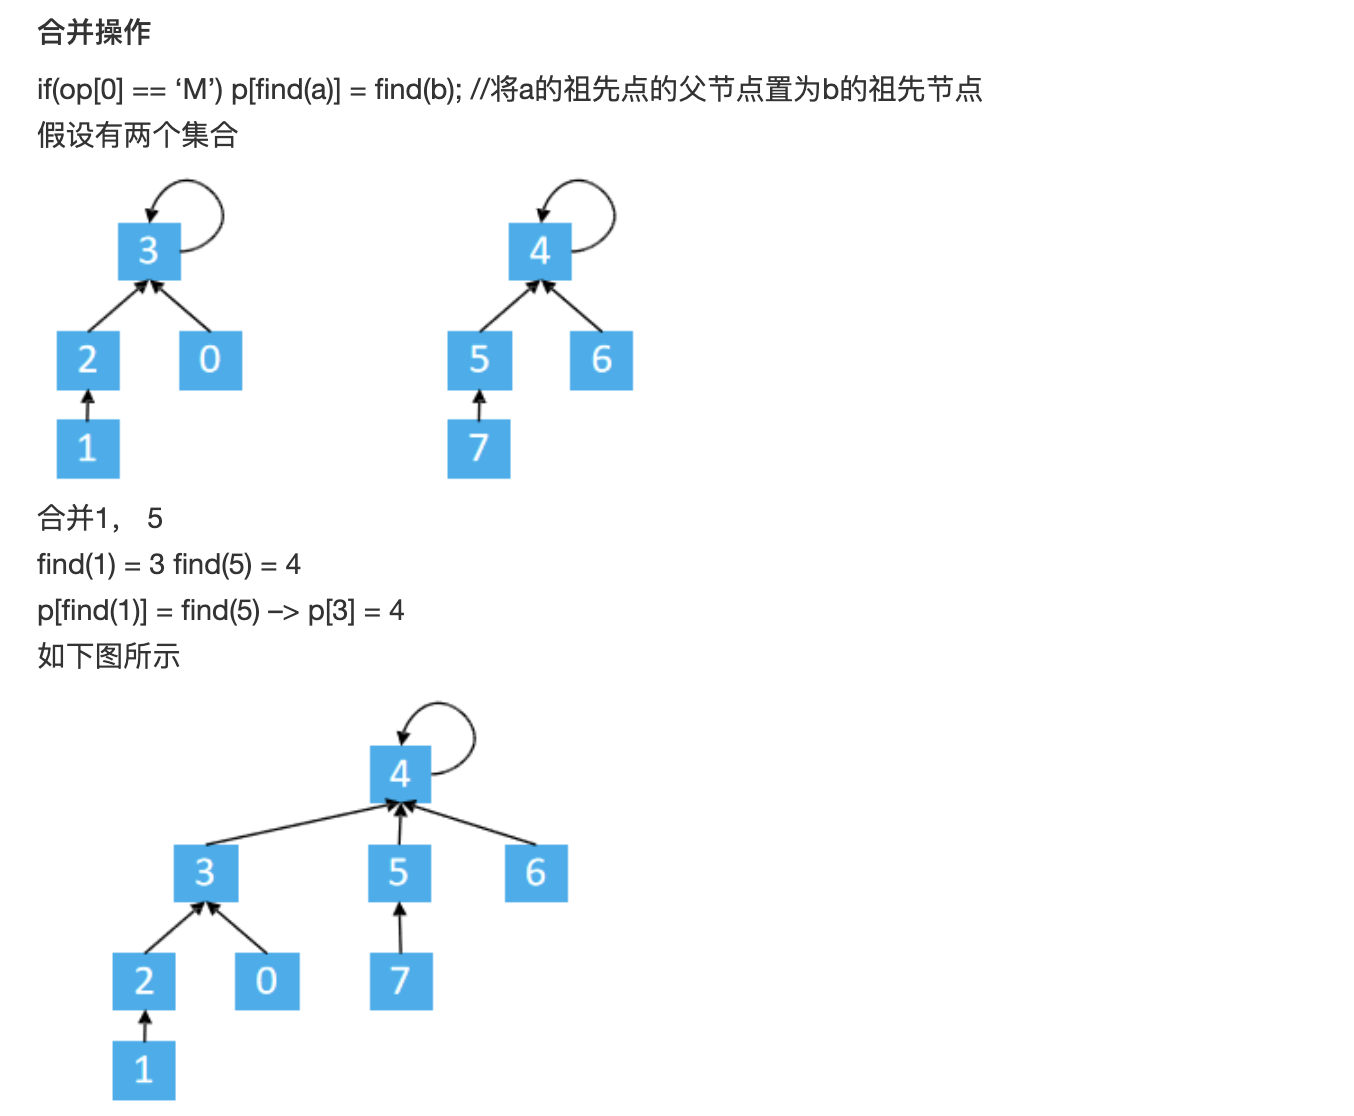 合并操作
if(op[0] == ‘M’) p[find(a)] = find(b); //将a的祖先点的父节点置为b的祖先节点
假设有两个集合
3
4
2
0
5
6
1
7
合并1， 5
find(1) = 3 find(5) = 4
p[find(1)] = find(5) –> p[3] = 4
如下图所示
4
3
5
6
2
0
7
1